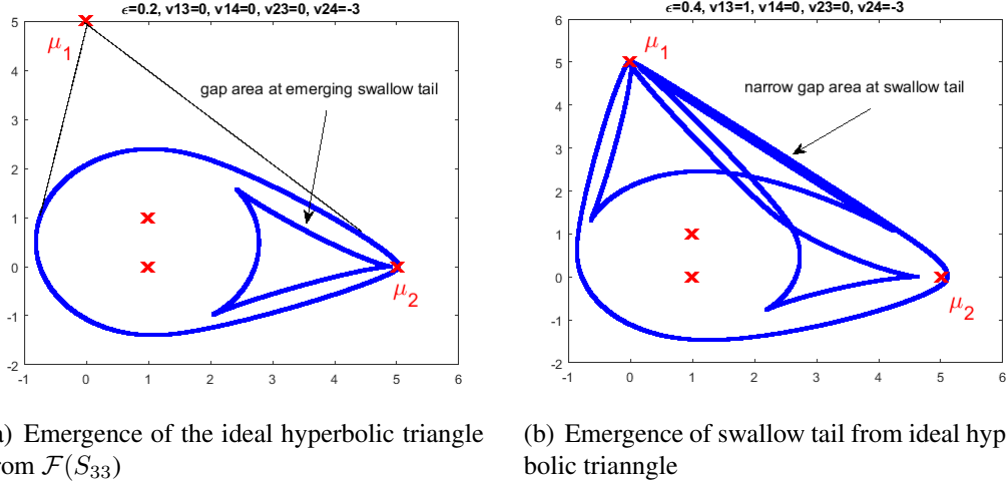 ϵ=0.2, v13=0, v14=0, v23=0, v24=-3
μ1
gap area at emerging swallow tail
μ2
5
4
3
2
1
0
-1
-2
-1 0 1 2 3 4 5 6
ϵ=0.4, v13=1, v14=0, v23=0, v24=-3
μ1
narrow gap area at swallow tail
μ2
6
5
4
3
2
1
0
-1
-2
-1 0 1 2 3 4 5 6
) Emergence of the ideal hyperbolic triangle
rom F(S33)
(b) Emergence of swallow tail from ideal hyp
bolic trianngle